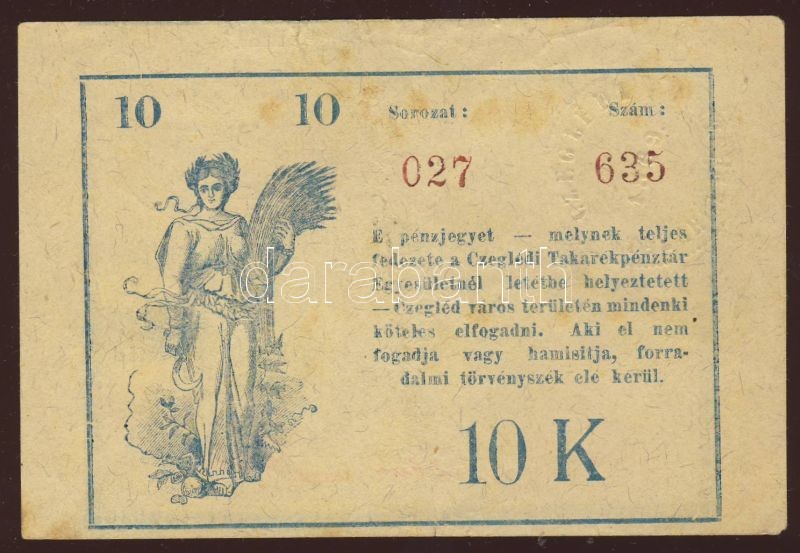 10 10 Sorozat: Szám:
027 635
E pénzjegyet — melynek teljes
fedezete a Czeglédi Takarékpénztár
Egyesületnél letétbe helyeztetett
—Czegléd város területén mindenki
köteles elfogadni. Aki el nem
fogadja vagy hamisitja, forra-
dalmi törvényszék elé kerül.
10 K
darabanth